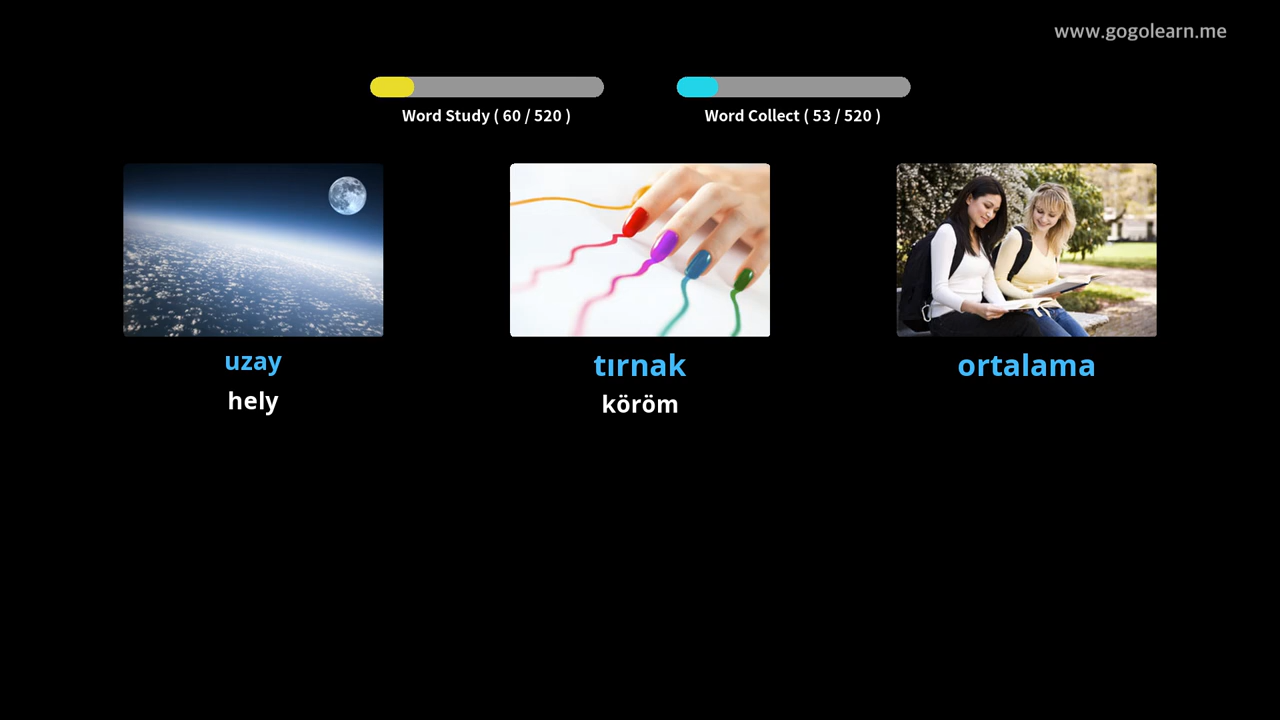 www.gogolearn.me
Word Study ( 60 / 520 )
Word Collect ( 53 / 520 )
uzay
tırnak
ortalama
hely
köröm